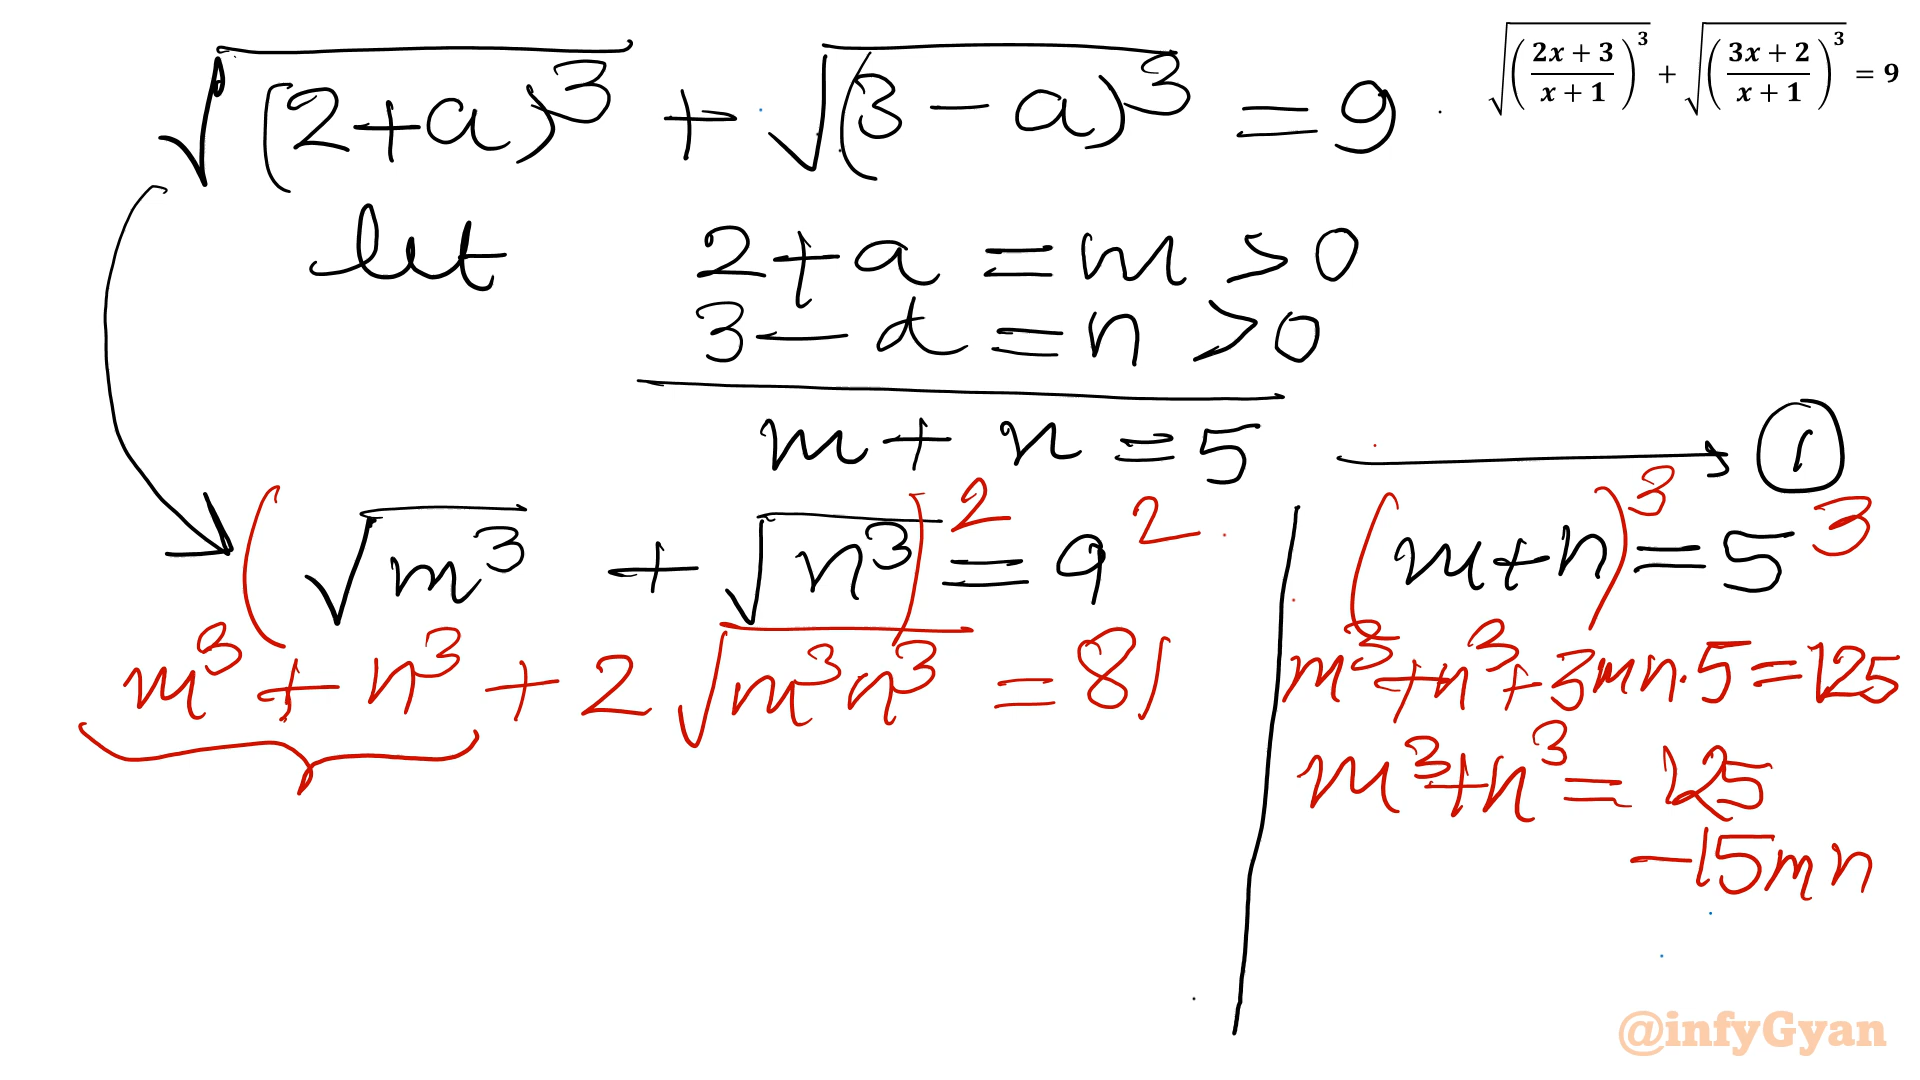 √(2+a)³ + √(3-a)³ = 9
√((2x + 3)/(x + 1))³ + √((3x + 2)/(x + 1))³ = 9
let 2+a = m > 0
3-a = n > 0
m + n = 5 → ①
(√m³ + √n³)² = 9²
m³ + n³ + 2√m³n³ = 81
(m+n)³ = 5³
m³+n³+3mn.5 = 125
m³+n³ = 125
-15mn
@infyGyan